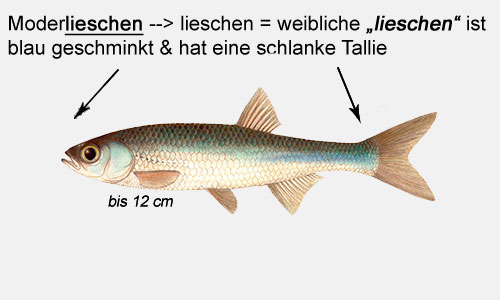 Moderlieschen --> lieschen = weibliche „lieschen“ ist
blau geschminkt & hat eine schlanke Tallie
bis 12 cm